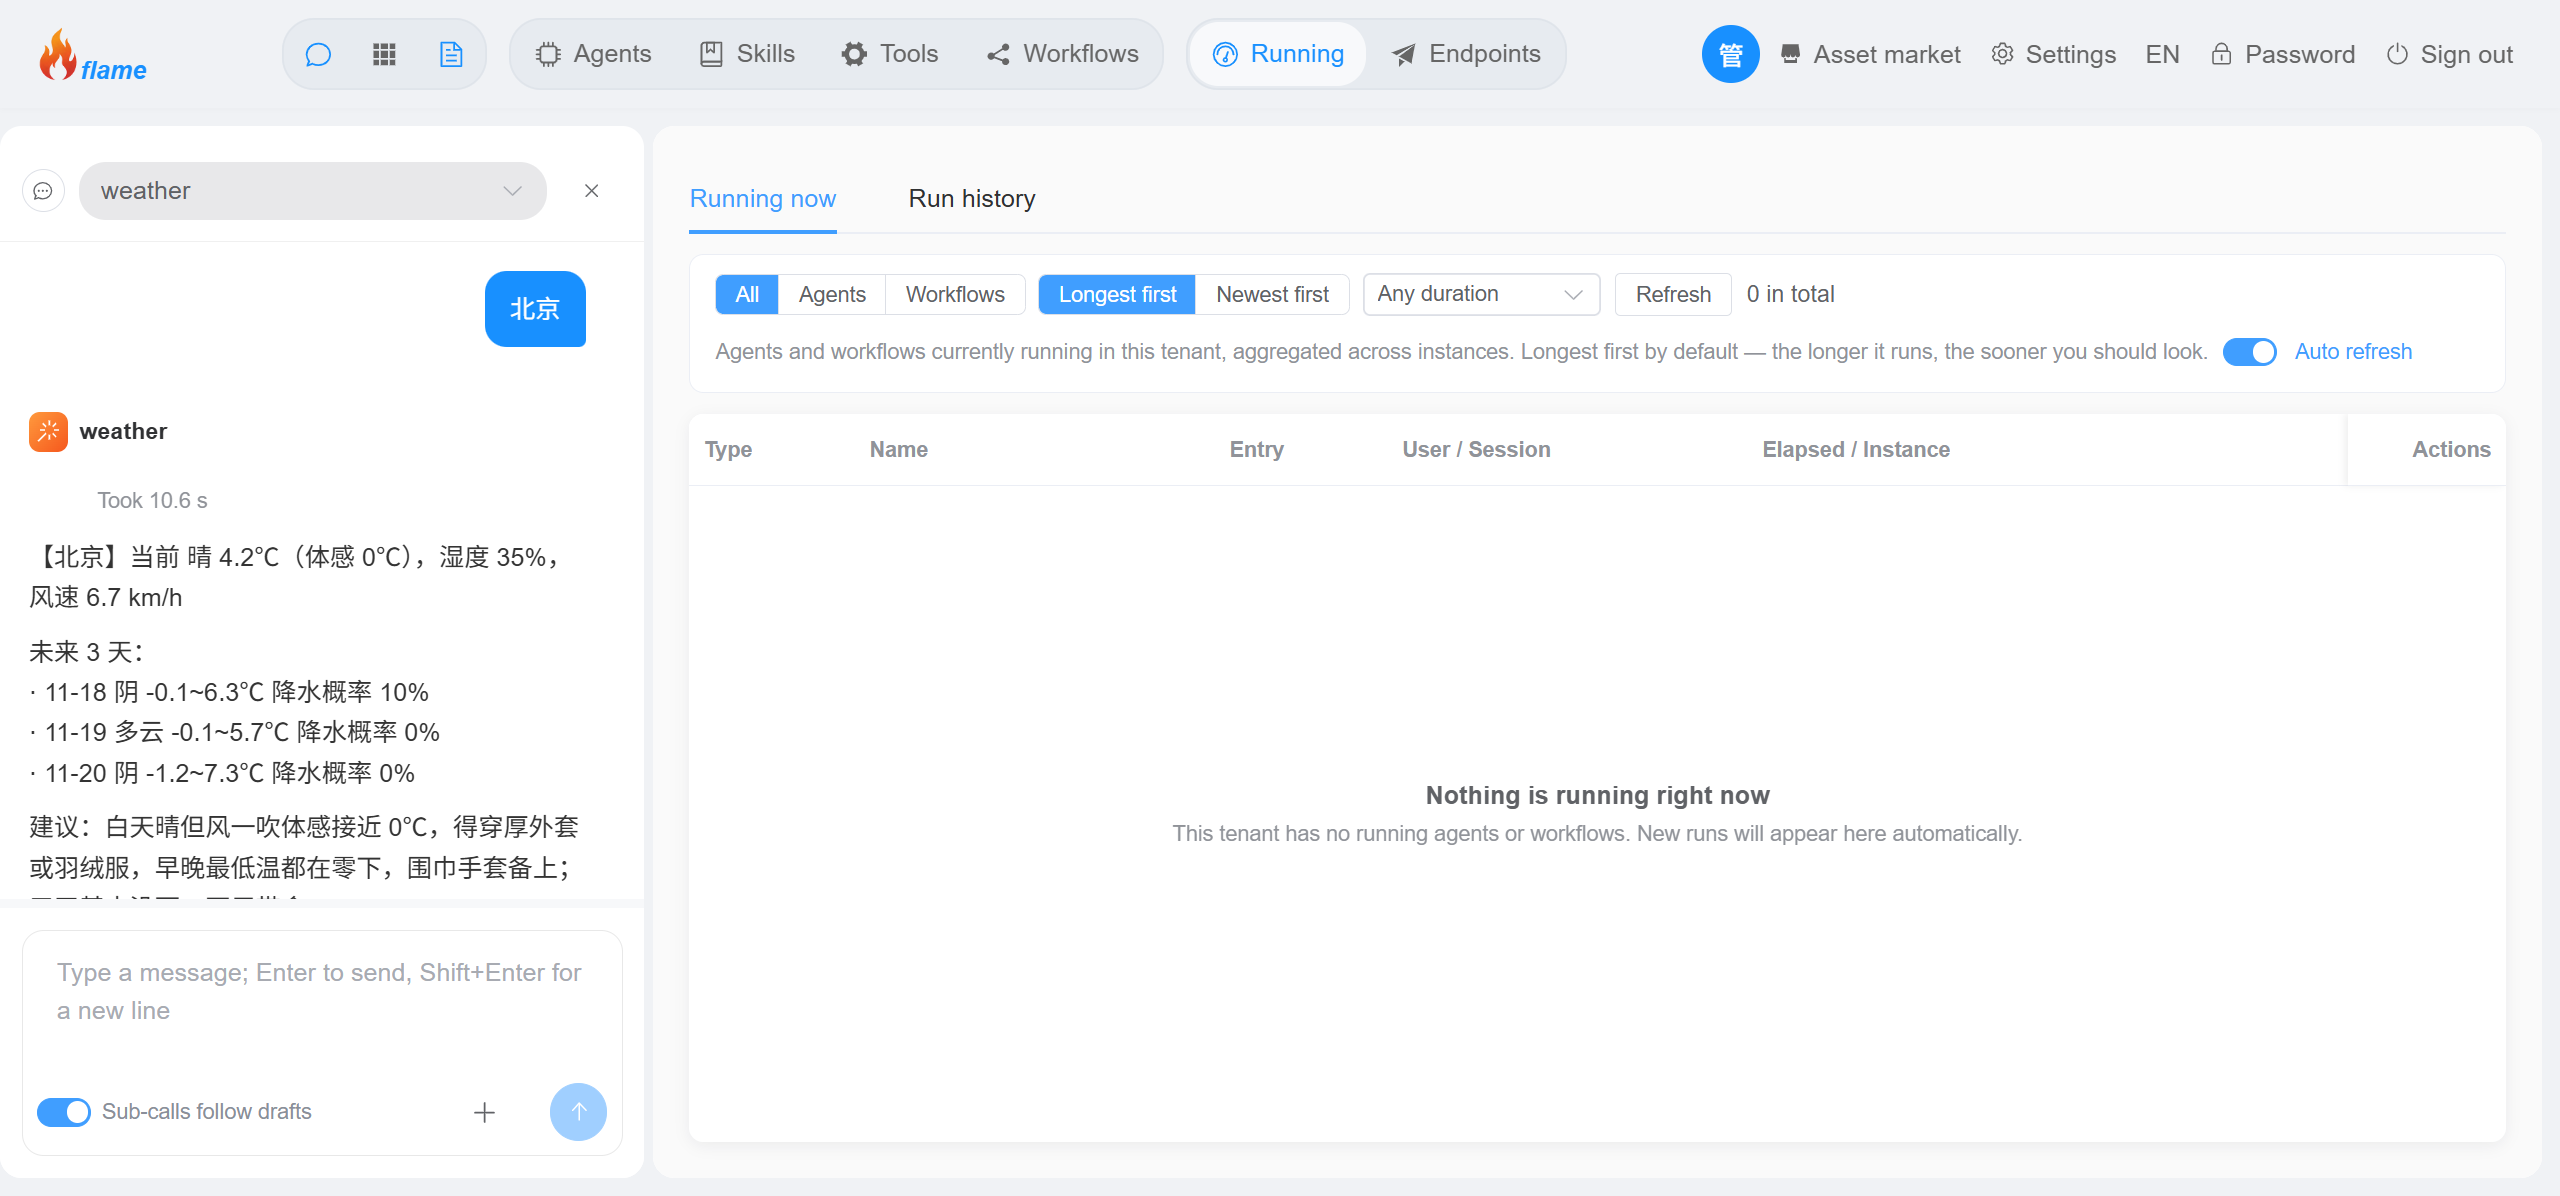 flame
Agents
Skills
Tools
Workflows
Running
Endpoints
管
Asset market
Settings
EN
Password
Sign out
weather
北京
weather
Took 10.6 s
【北京】当前 晴 4.2°C（体感 0°C），湿度 35%，
风速 6.7 km/h
未来 3 天：
· 11-18 阴 -0.1~6.3°C 降水概率 10%
· 11-19 多云 -0.1~5.7°C 降水概率 0%
· 11-20 阴 -1.2~7.3°C 降水概率 0%
建议：白天晴但风一吹体感接近 0°C，得穿厚外套
或羽绒服，早晚最低温都在零下，围巾手套备上；
Type a message; Enter to send, Shift+Enter for
a new line
Sub-calls follow drafts
Running now
Run history
All
Agents
Workflows
Longest first
Newest first
Any duration
Refresh
0 in total
Agents and workflows currently running in this tenant, aggregated across instances. Longest first by default — the longer it runs, the sooner you should look.
Auto refresh
Type
Name
Entry
User / Session
Elapsed / Instance
Actions
Nothing is running right now
This tenant has no running agents or workflows. New runs will appear here automatically.